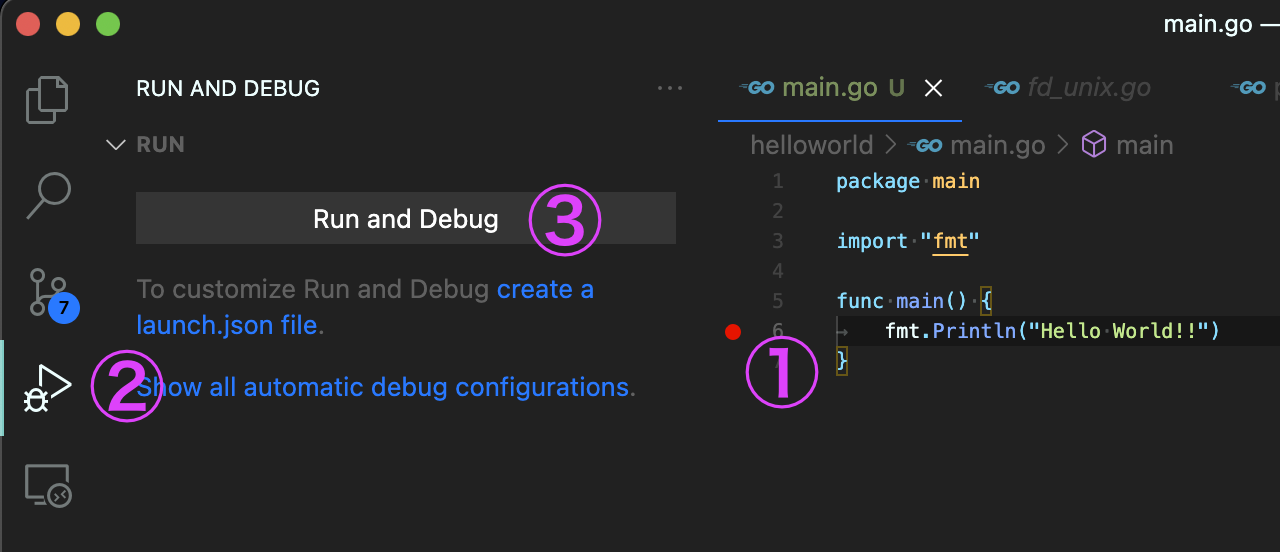 main.go —
RUN AND DEBUG ...
GO main.go U GO fd_unix.go GO
RUN
helloworld > GO main.go > main
Run and Debug ③
To customize Run and Debug create a
launch.json file.
7
② Show all automatic debug configurations.
1 package·main
2
3 import·"fmt"
4
5 func·main()·{
6 → fmt.Println("Hello·World!!")
7 }
①